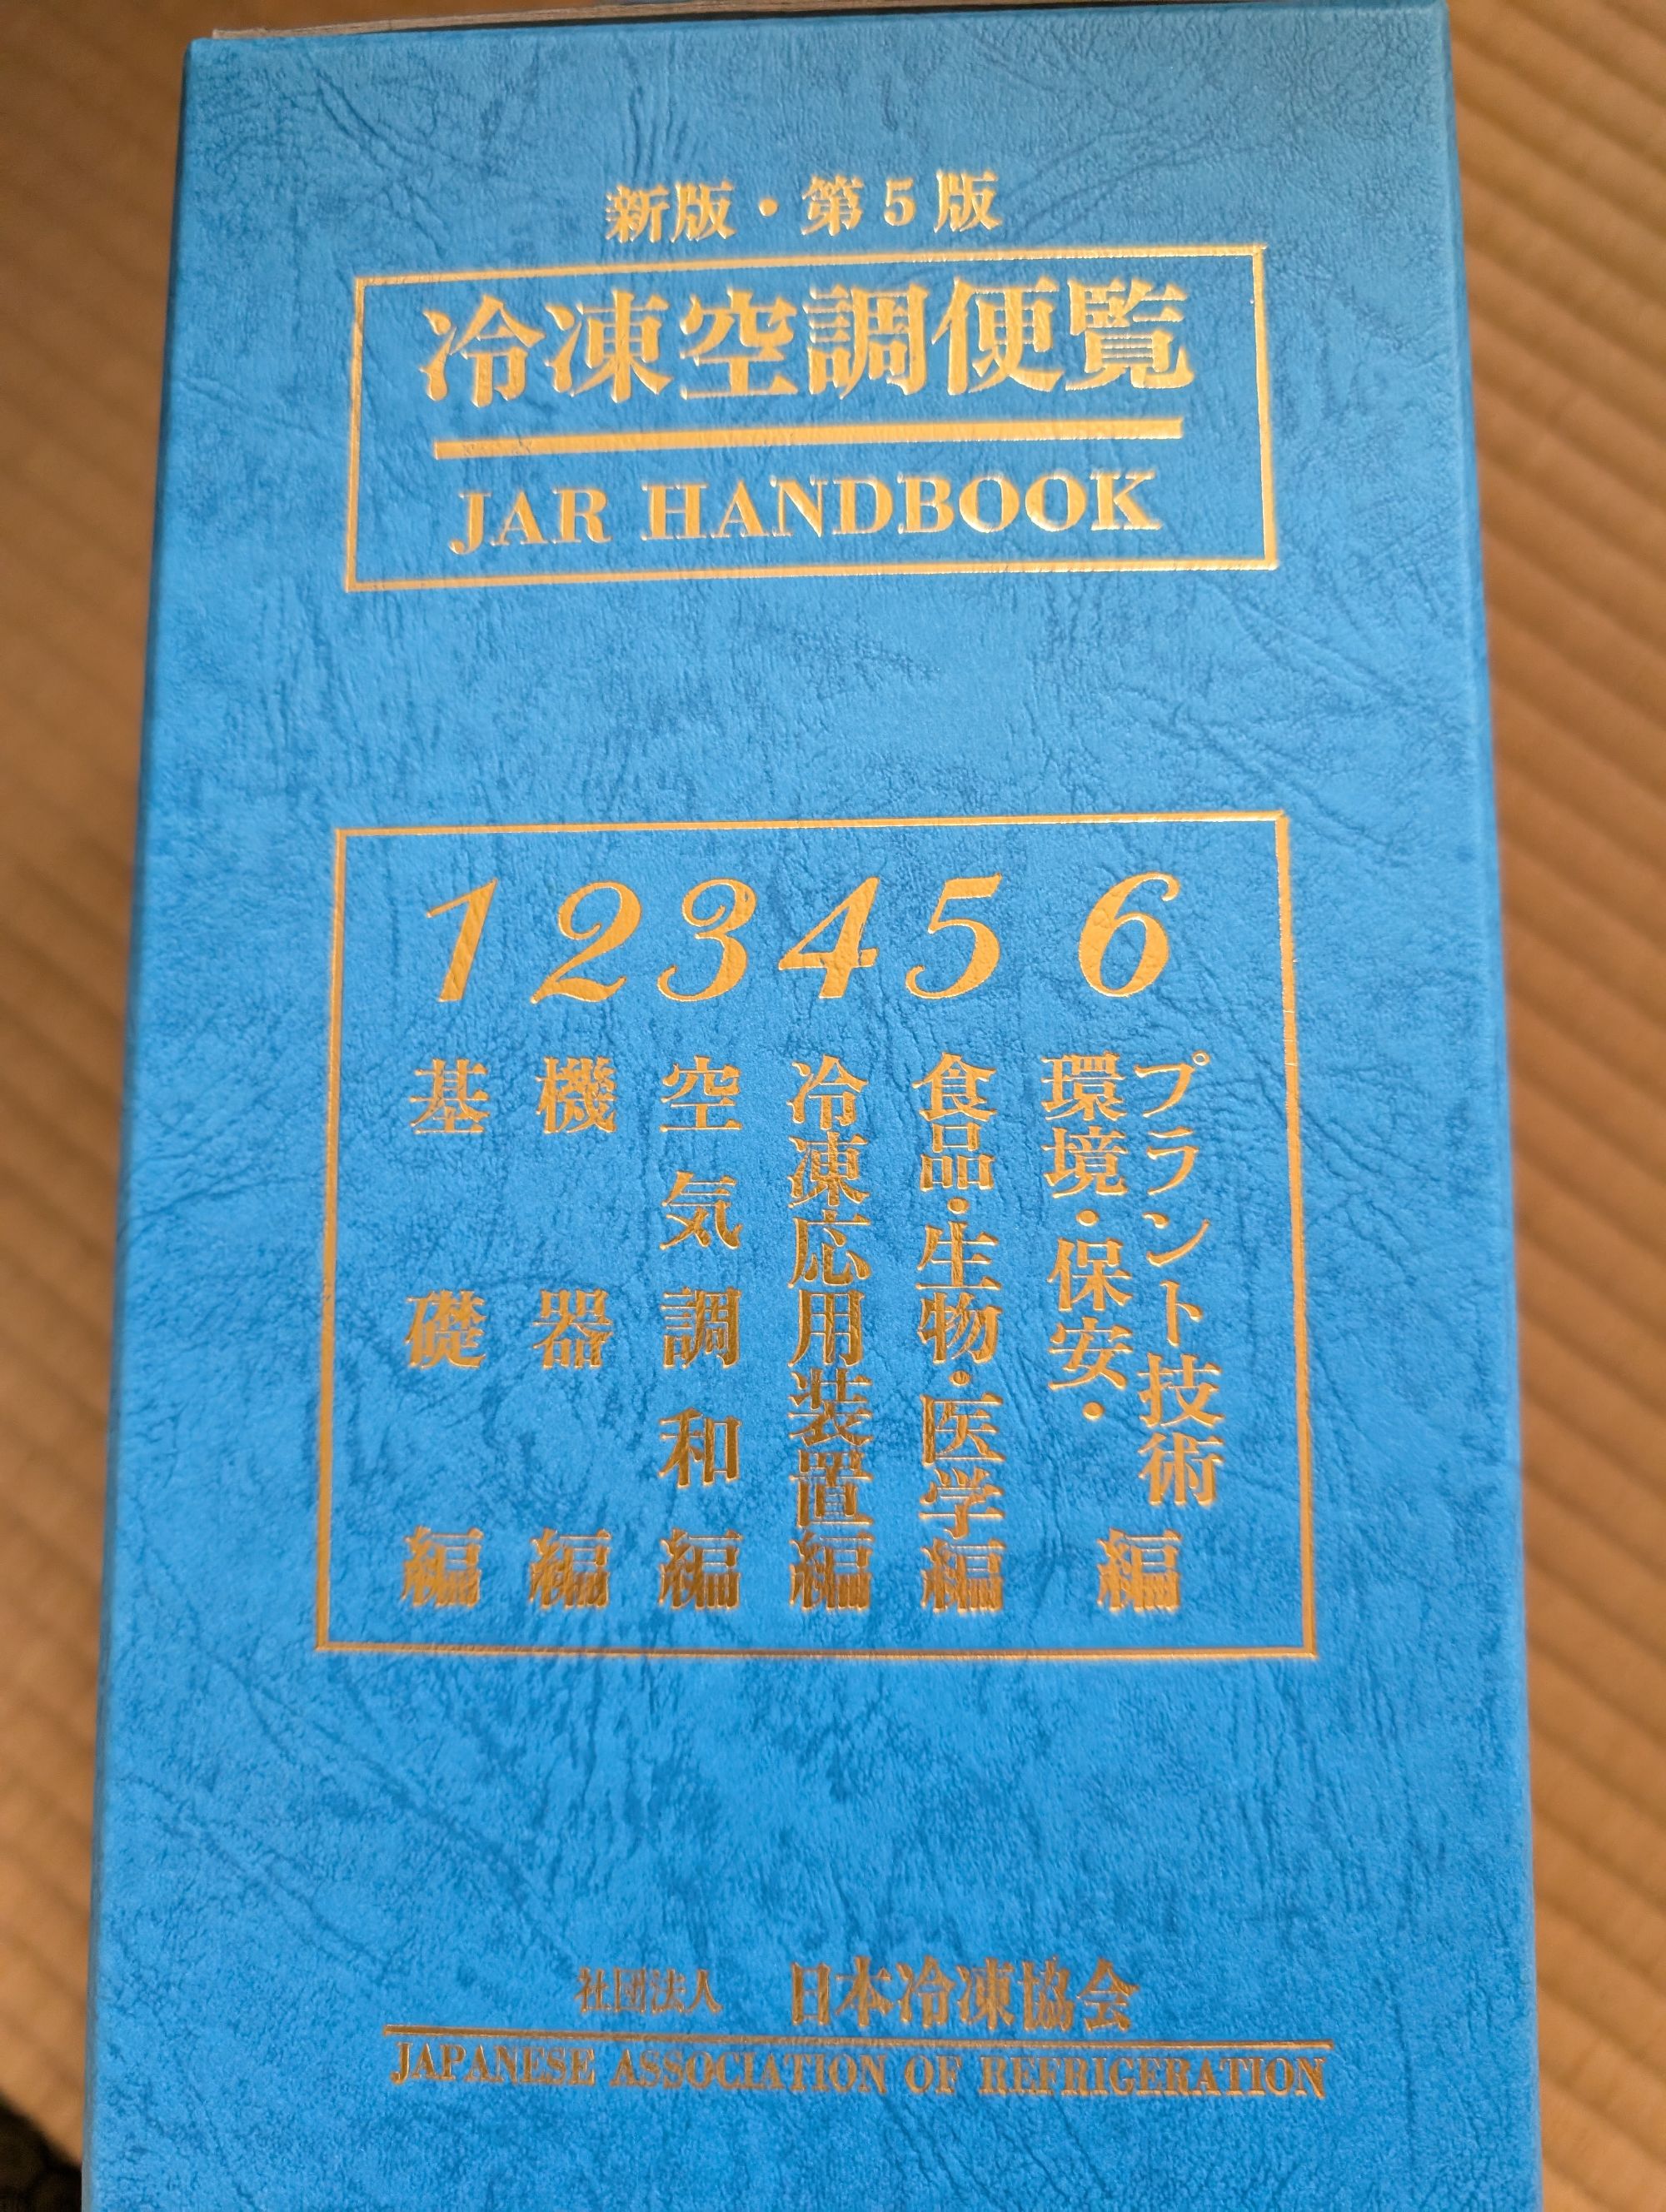 新版・第5版
冷凍空調便覧
JAR HANDBOOK
1 基礎編
2 機器編
3 空気調和編
4 冷凍応用装置編
5 食品・生物・医学編
6 環境・保安・プラント技術編
社団法人 日本冷凍協会
JAPANESE ASSOCIATION OF REFRIGERATION